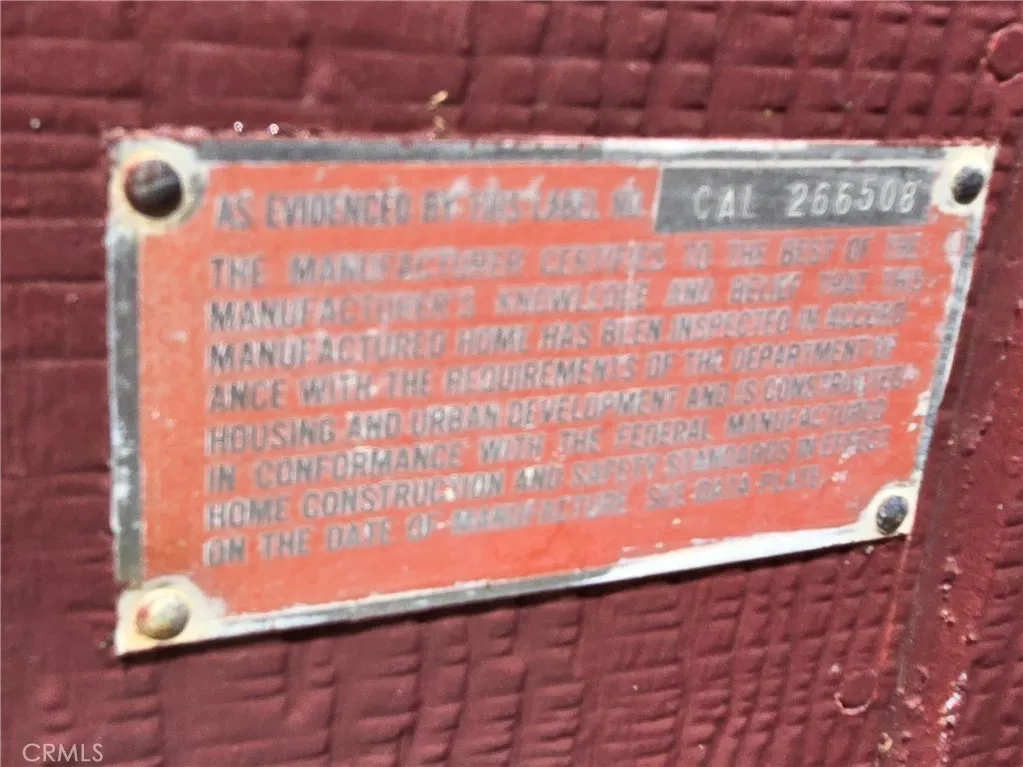 AS EVIDENCED BY THIS LABEL NO. CAL 266508
THE MANUFACTURER CERTIFIES TO THE BEST OF THE
MANUFACTURER'S KNOWLEDGE AND BELIEF THAT THIS
MANUFACTURED HOME HAS BEEN INSPECTED IN ACCORD-
ANCE WITH THE REQUIREMENTS OF THE DEPARTMENT OF
HOUSING AND URBAN DEVELOPMENT AND IS CONSTRUCTED
IN CONFORMANCE WITH THE FEDERAL MANUFACTURED
HOME CONSTRUCTION AND SAFETY STANDARDS IN EFFECT
ON THE DATE OF MANUFACTURE. SEE DATA PLATE.
CRMLS